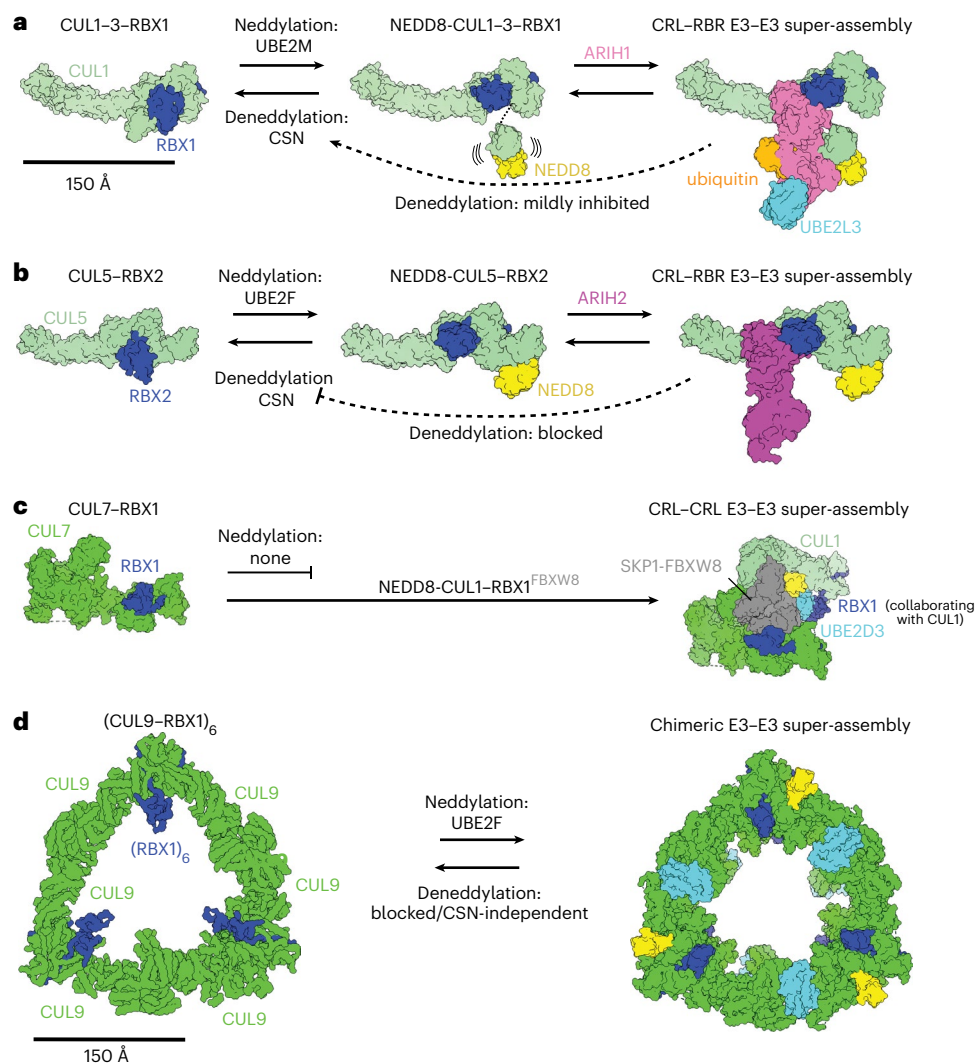 a
CUL1–3–RBX1
Neddylation:
UBE2M
NEDD8-CUL1–3–RBX1
CRL–RBR E3–E3 super-assembly
CUL1
ARIH1
RBX1
Deneddylation:
CSN
NEDD8
150 Å
ubiquitin
Deneddylation: mildly inhibited
UBE2L3
b
CUL5–RBX2
Neddylation:
UBE2F
NEDD8-CUL5–RBX2
CRL–RBR E3–E3 super-assembly
CUL5
ARIH2
RBX2
Deneddylation
CSN
NEDD8
Deneddylation: blocked
c
CUL7–RBX1
CRL–CRL E3–E3 super-assembly
CUL7
Neddylation:
none
CUL1
RBX1
SKP1-FBXW8
NEDD8-CUL1–RBX1FBXW8
RBX1 (collaborating
with CUL1)
UBE2D3
d
(CUL9–RBX1)6
Chimeric E3–E3 super-assembly
CUL9
CUL9
Neddylation:
UBE2F
(RBX1)6
CUL9
CUL9
Deneddylation:
blocked/CSN-independent
CUL9
CUL9
150 Å